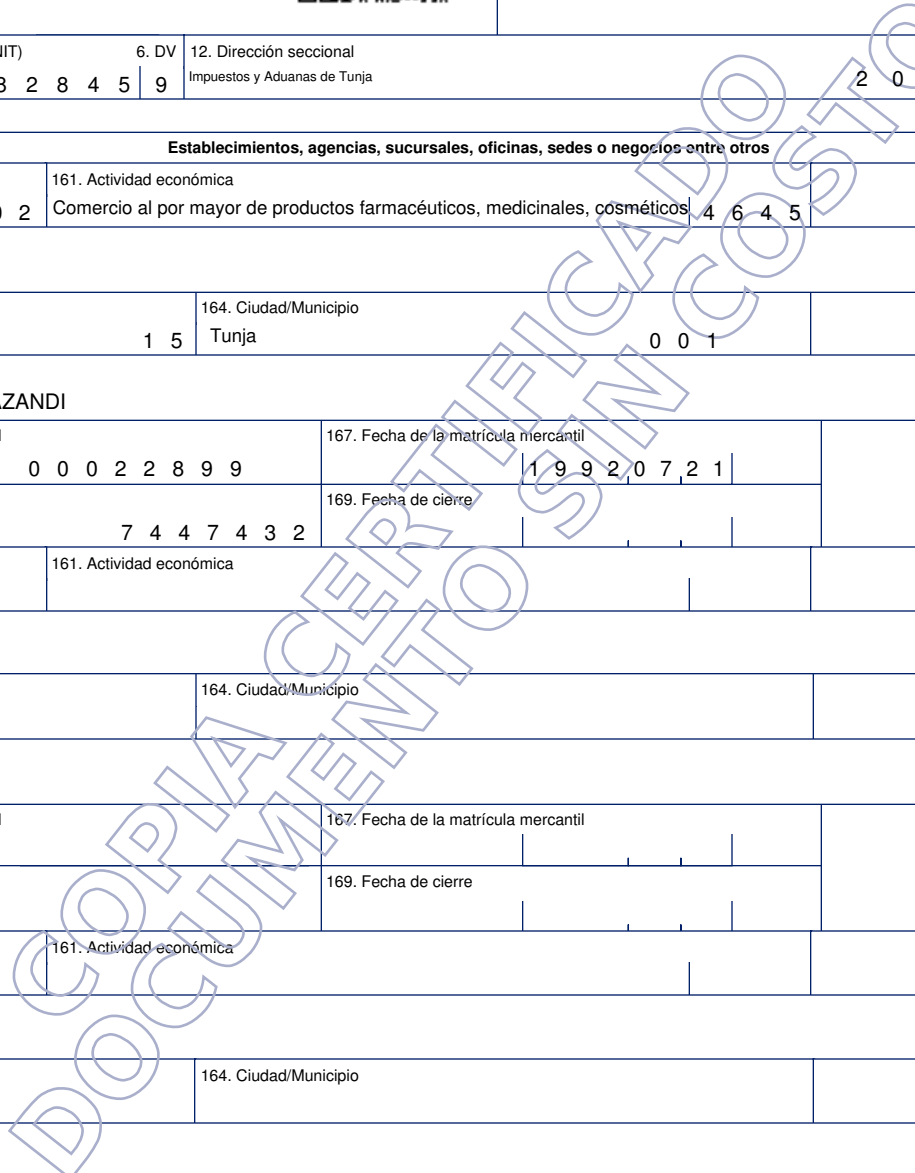 NIT) 6. DV 12. Dirección seccional
3 2 8 4 5 9 Impuestos y Aduanas de Tunja 2 0
Establecimientos, agencias, sucursales, oficinas, sedes o negocios entre otros
161. Actividad económica
0 2 Comercio al por mayor de productos farmacéuticos, medicinales, cosméticos 4 6 4 5
164. Ciudad/Municipio
1 5 Tunja 0 0 1
AZANDI
167. Fecha de la matrícula mercantil
0 0 0 2 2 8 9 9 1 9 9 2 0 7 2 1
169. Fecha de cierre
7 4 4 7 4 3 2
161. Actividad económica
164. Ciudad/Municipio
167. Fecha de la matrícula mercantil
169. Fecha de cierre
161. Actividad económica
164. Ciudad/Municipio
COPIA CERTIFICADO
DOCUMENTO SIN COSTO